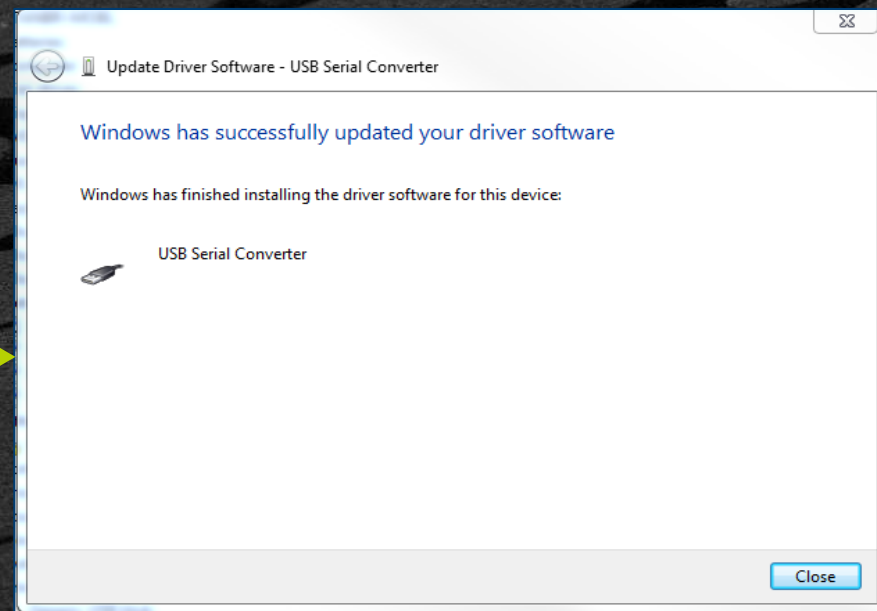 Update Driver Software - USB Serial Converter
Windows has successfully updated your driver software
Windows has finished installing the driver software for this device:
USB Serial Converter
Close